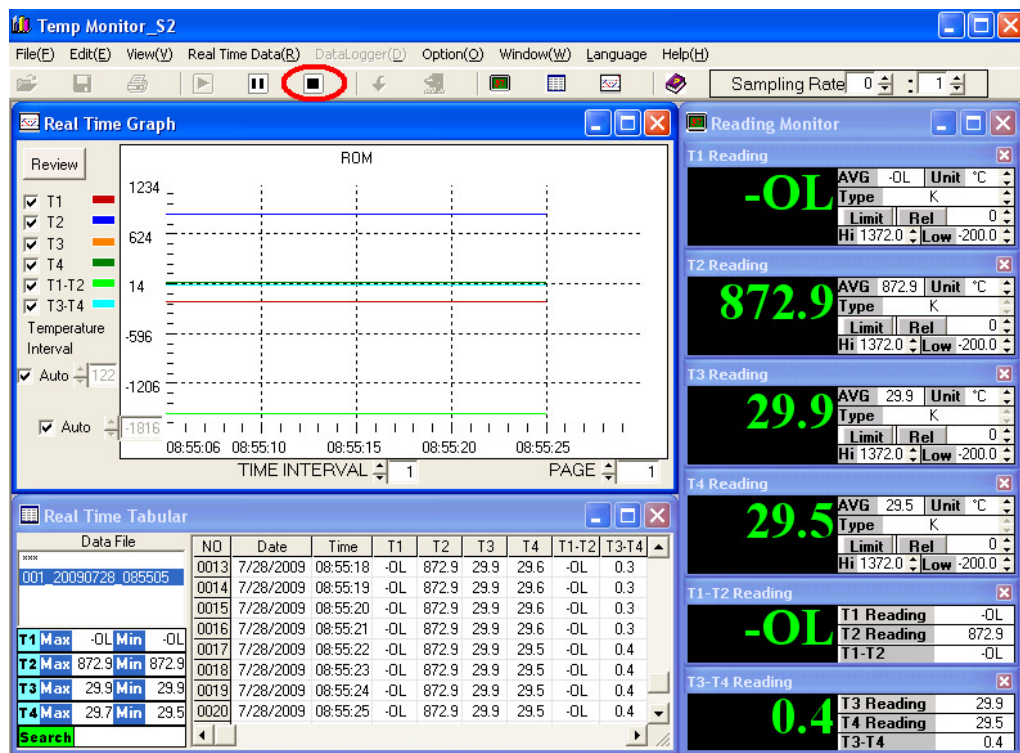 Temp Monitor_S2
File(F) Edit(E) View(V) Real Time Data(R) DataLogger(D) Option(O) Window(W) Language Help(H)
Sampling Rate 0 : 1
Real Time Graph
Review
ROM
T1
T2
T3
T4
T1-T2
T3-T4
Temperature
Interval
Auto 122
Auto -1816
1234
624
14
-596
-1206
08:55:06 08:55:10 08:55:15 08:55:20 08:55:25
TIME INTERVAL 1 PAGE 1
Real Time Tabular
Data File
***
001_20090728_085505
T1 Max -OL Min -OL
T2 Max 872.9 Min 872.9
T3 Max 29.9 Min 29.9
T4 Max 29.7 Min 29.5
Search
NO Date Time T1 T2 T3 T4 T1-T2 T3-T4
0013 7/28/2009 08:55:18 -OL 872.9 29.9 29.6 -OL 0.3
0014 7/28/2009 08:55:19 -OL 872.9 29.9 29.6 -OL 0.3
0015 7/28/2009 08:55:20 -OL 872.9 29.9 29.6 -OL 0.3
0016 7/28/2009 08:55:21 -OL 872.9 29.9 29.6 -OL 0.3
0017 7/28/2009 08:55:22 -OL 872.9 29.9 29.5 -OL 0.4
0018 7/28/2009 08:55:23 -OL 872.9 29.9 29.5 -OL 0.4
0019 7/28/2009 08:55:24 -OL 872.9 29.9 29.5 -OL 0.4
0020 7/28/2009 08:55:25 -OL 872.9 29.9 29.5 -OL 0.4
Reading Monitor
T1 Reading
-OL
AVG -OL Unit °C
Type K
Limit Rel 0
Hi 1372.0 Low -200.0
T2 Reading
872.9
AVG 872.9 Unit °C
Type K
Limit Rel 0
Hi 1372.0 Low -200.0
T3 Reading
29.9
AVG 29.9 Unit °C
Type K
Limit Rel 0
Hi 1372.0 Low -200.0
T4 Reading
29.5
AVG 29.5 Unit °C
Type K
Limit Rel 0
Hi 1372.0 Low -200.0
T1-T2 Reading
-OL
T1 Reading -OL
T2 Reading 872.9
T1-T2 -OL
T3-T4 Reading
0.4
T3 Reading 29.9
T4 Reading 29.5
T3-T4 0.4